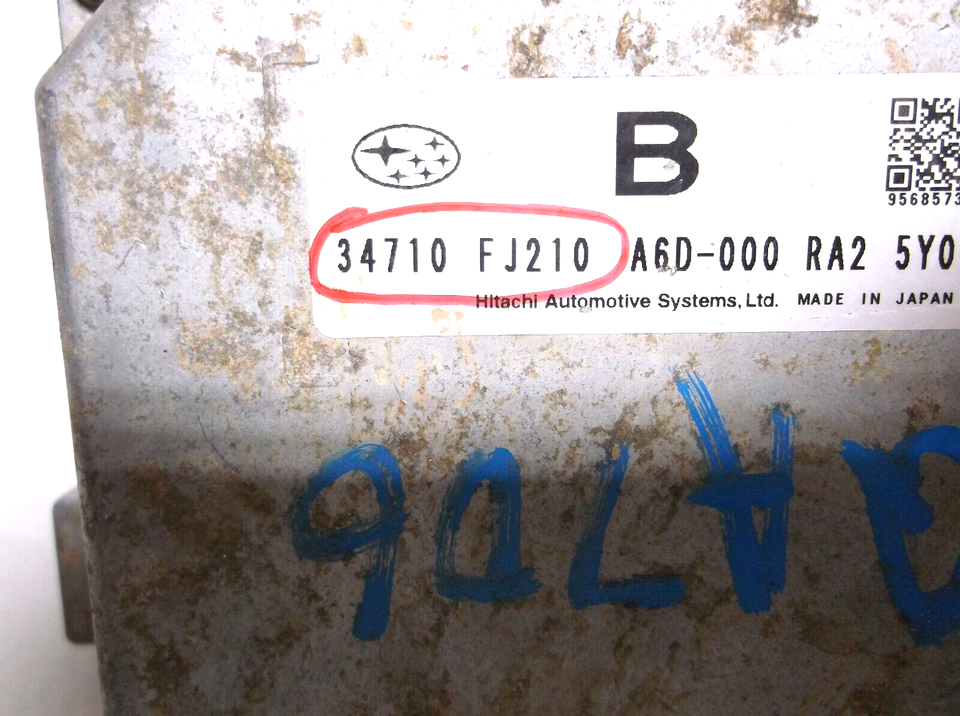 B
9568573
34710 FJ210 A6D-000 RA2 5Y0
Hitachi Automotive Systems, Ltd. MADE IN JAPAN